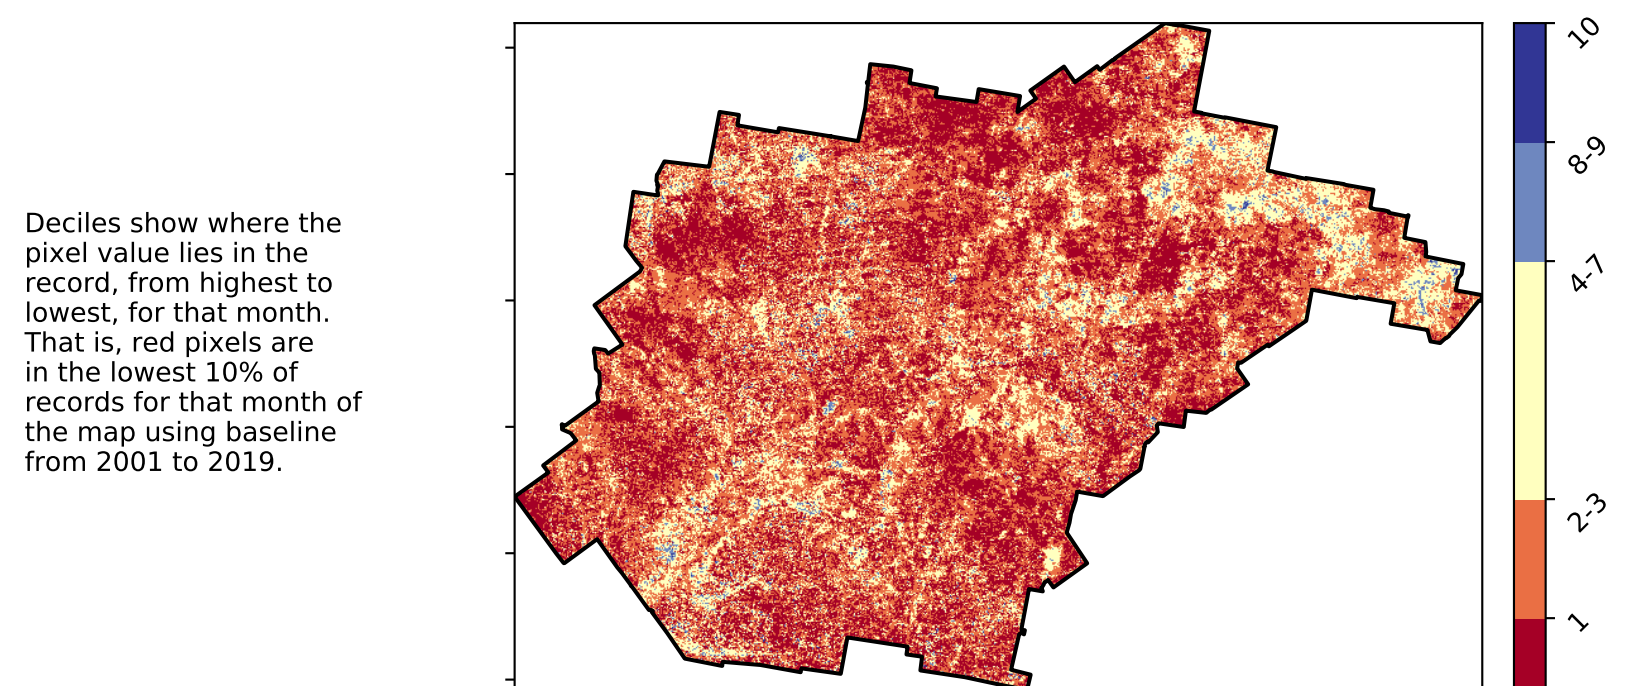 Deciles show where the
pixel value lies in the
record, from highest to
lowest, for that month.
That is, red pixels are
in the lowest 10% of
records for that month of
the map using baseline
from 2001 to 2019.
10
8-9
4-7
2-3
1